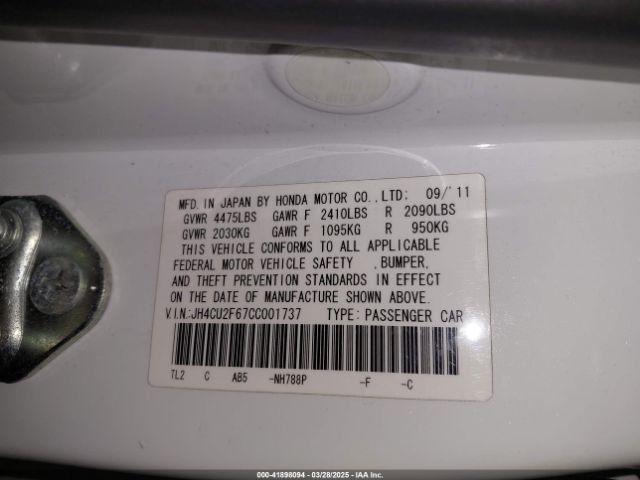 MFD. IN JAPAN BY HONDA MOTOR CO.,LTD: 09/'11
GVWR 4475LBS GAWR F 2410LBS R 2090LBS
GVWR 2030KG GAWR F 1095KG R 950KG
THIS VEHICLE CONFORMS TO ALL APPLICABLE
FEDERAL MOTOR VEHICLE SAFETY ,BUMPER,
AND THEFT PREVENTION STANDARDS IN EFFECT
ON THE DATE OF MANUFACTURE SHOWN ABOVE.
V.I.N.:JH4CU2F67CC001737 TYPE: PASSENGER CAR
TL2 C AB5 -NH788P -F -C
000-41898094 | 03/28/2025 | IAA Inc.